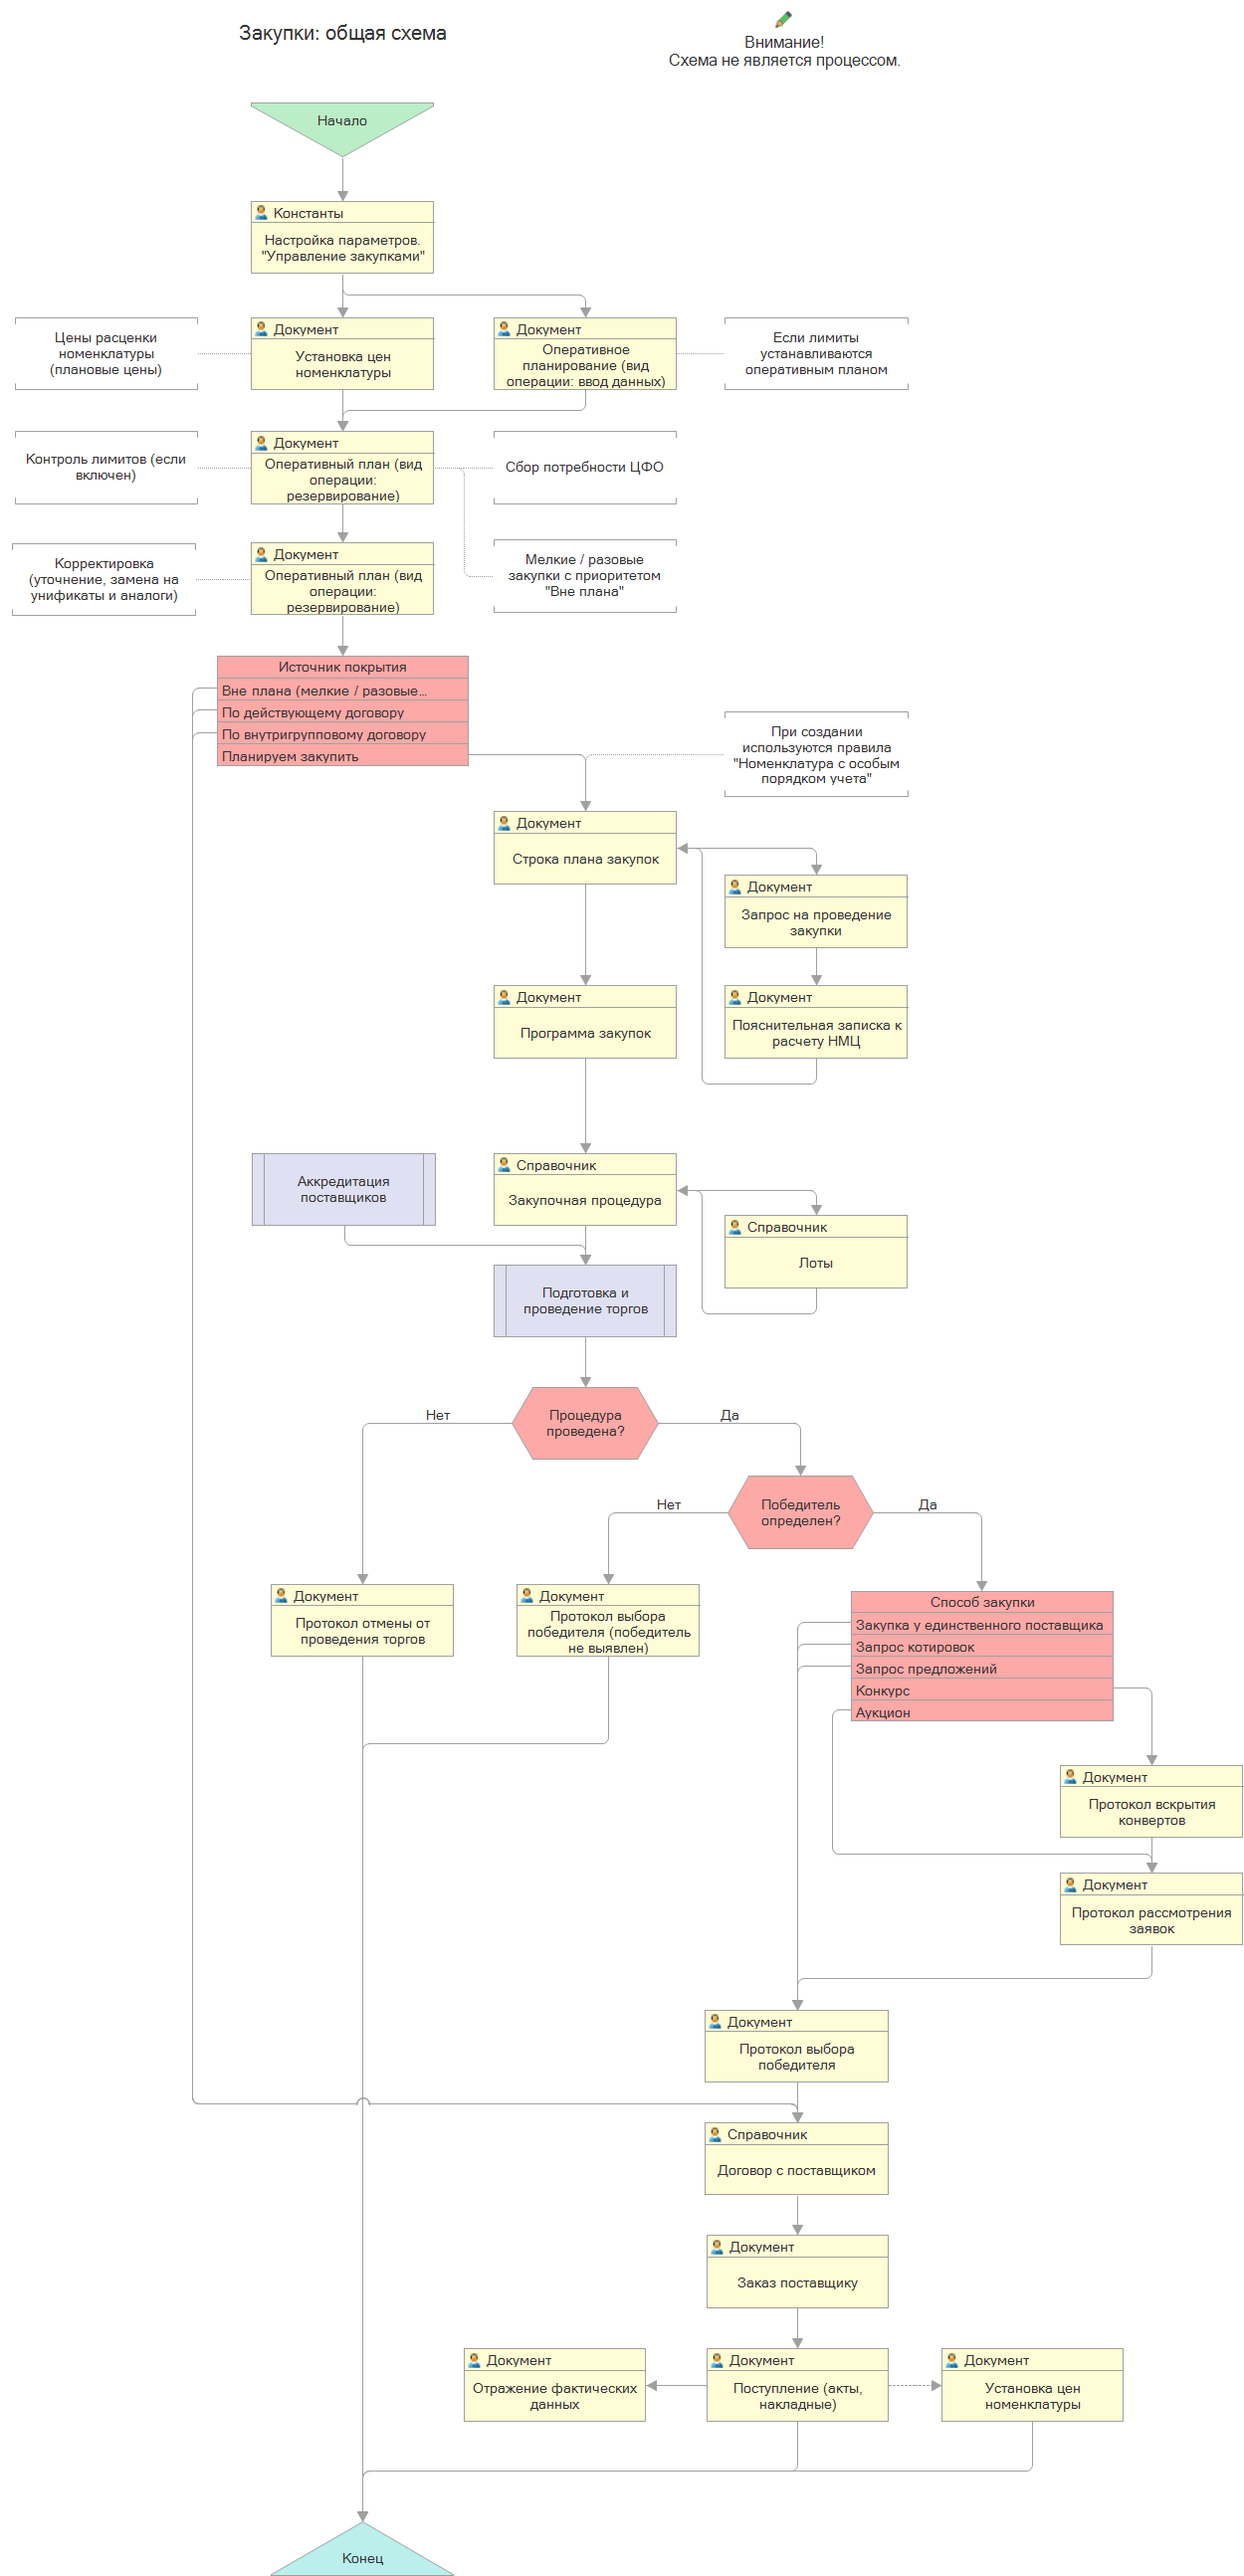 Закупки: общая схема
Внимание!
Схема не является процессом.
Начало
Константы
Настройка параметров.
"Управление закупками"
Цены расценки
номенклатуры
(плановые цены)
Документ
Установка цен
номенклатуры
Документ
Оперативное
планирование (вид
операции: ввод данных)
Если лимиты
устанавливаются
оперативным планом
Контроль лимитов (если
включен)
Документ
Оперативный план (вид
операции:
резервирование)
Сбор потребности ЦФО
Корректировка
(уточнение, замена на
унификаты и аналоги)
Документ
Оперативный план (вид
операции:
резервирование)
Мелкие / разовые
закупки с приоритетом
"Вне плана"
Источник покрытия
Вне плана (мелкие / разовые...
По действующему договору
По внутригрупповому договору
Планируем закупить
При создании
используются правила
"Номенклатура с особым
порядком учета"
Документ
Строка плана закупок
Документ
Запрос на проведение
закупки
Документ
Программа закупок
Документ
Пояснительная записка к
расчету НМЦ
Аккредитация
поставщиков
Справочник
Закупочная процедура
Справочник
Лоты
Подготовка и
проведение торгов
Процедура
проведена?
Нет
Да
Победитель
определен?
Нет
Да
Документ
Протокол отмены от
проведения торгов
Документ
Протокол выбора
победителя (победитель
не выявлен)
Способ закупки
Закупка у единственного поставщика
Запрос котировок
Запрос предложений
Конкурс
Аукцион
Документ
Протокол вскрытия
конвертов
Документ
Протокол рассмотрения
заявок
Документ
Протокол выбора
победителя
Справочник
Договор с поставщиком
Документ
Заказ поставщику
Документ
Отражение фактических
данных
Документ
Поступление (акты,
накладные)
Документ
Установка цен
номенклатуры
Конец